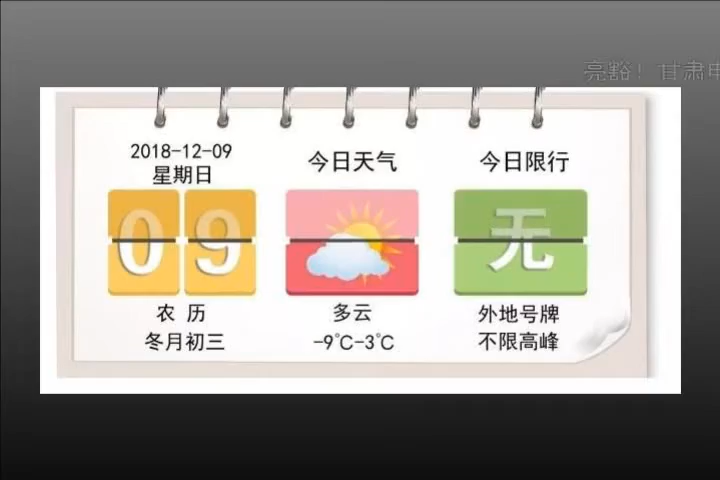 亮豁！甘肃
2018-12-09
星期日
09
农 历
冬月初三
今日天气
多云
-9℃-3℃
今日限行
无
外地号牌
不限高峰